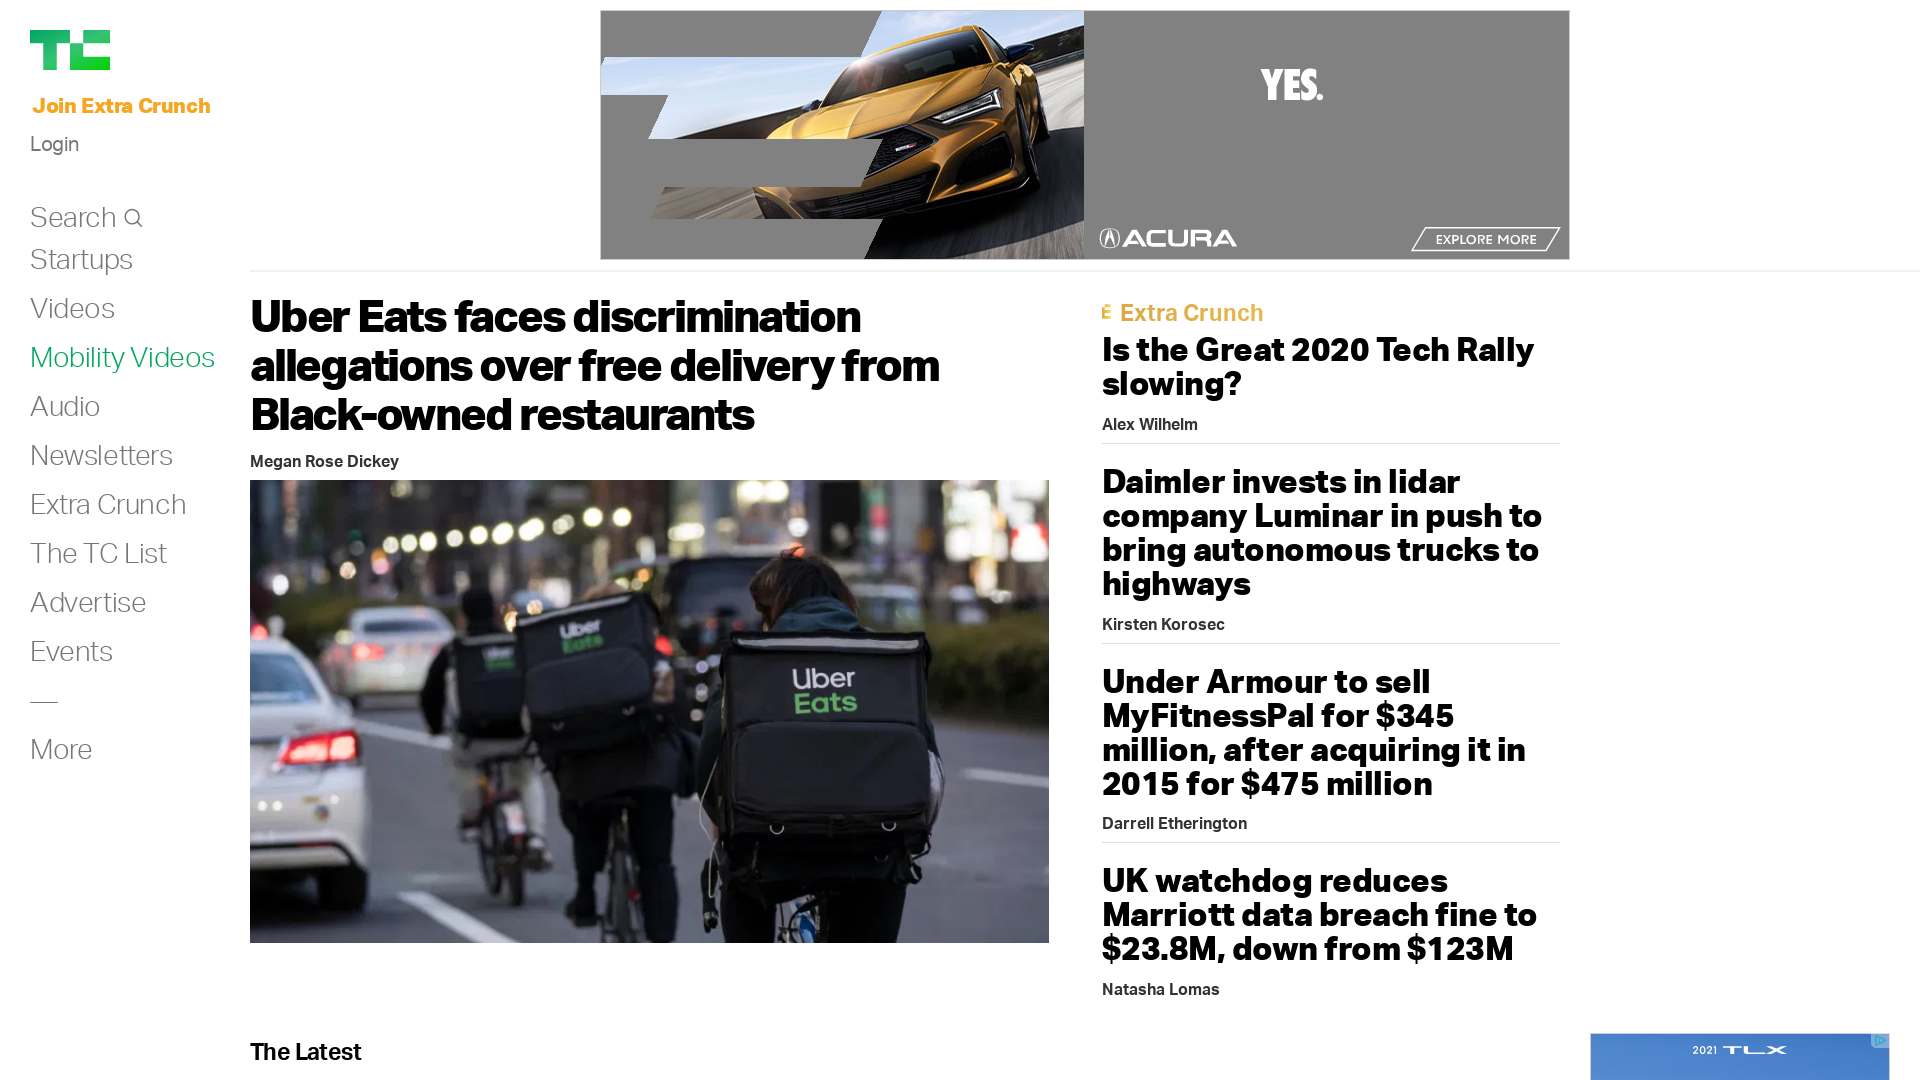 TC
Join Extra Crunch
Login
Search
Startups
Videos
Mobility Videos
Audio
Newsletters
Extra Crunch
The TC List
Advertise
Events
More
YES.
ACURA
EXPLORE MORE
Uber Eats faces discrimination
allegations over free delivery from
Black-owned restaurants
Megan Rose Dickey
Uber
Eats
Uber
Eats
Uber
Eats
Extra Crunch
Is the Great 2020 Tech Rally
slowing?
Alex Wilhelm
Daimler invests in lidar
company Luminar in push to
bring autonomous trucks to
highways
Kirsten Korosec
Under Armour to sell
MyFitnessPal for $345
million, after acquiring it in
2015 for $475 million
Darrell Etherington
UK watchdog reduces
Marriott data breach fine to
$23.8M, down from $123M
Natasha Lomas
The Latest
2021 TLX